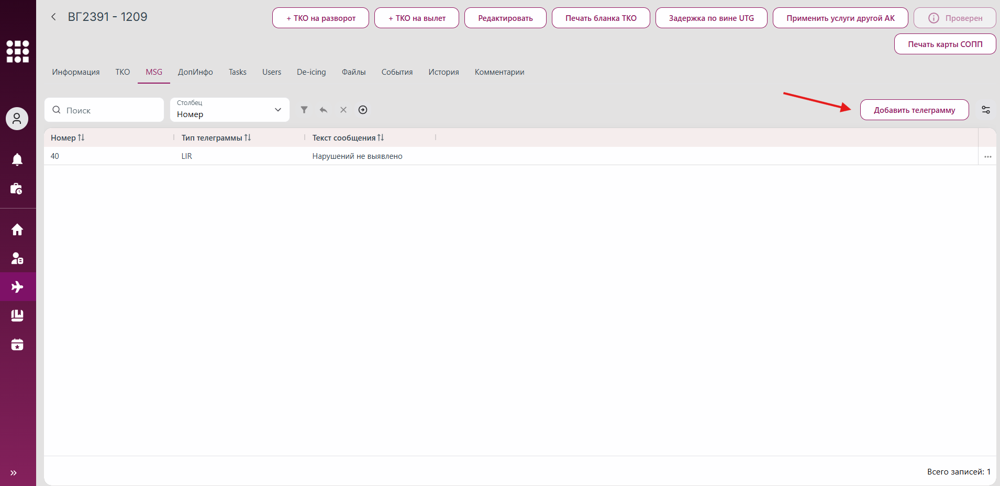 ВГ2391 - 1209
+ ТКО на разворот
+ ТКО на вылет
Редактировать
Печать бланка ТКО
Задержка по вине UTG
Применить услуги другой АК
Проверен
Печать карты СОПП
Информация ТКО MSG ДопИнфо Tasks Users De-icing Файлы События История Комментарии
Поиск
Столбец
Номер
Добавить телеграмму
Номер Тип телеграммы Текст сообщения
40 LIR Нарушений не выявлено
Всего записей: 1